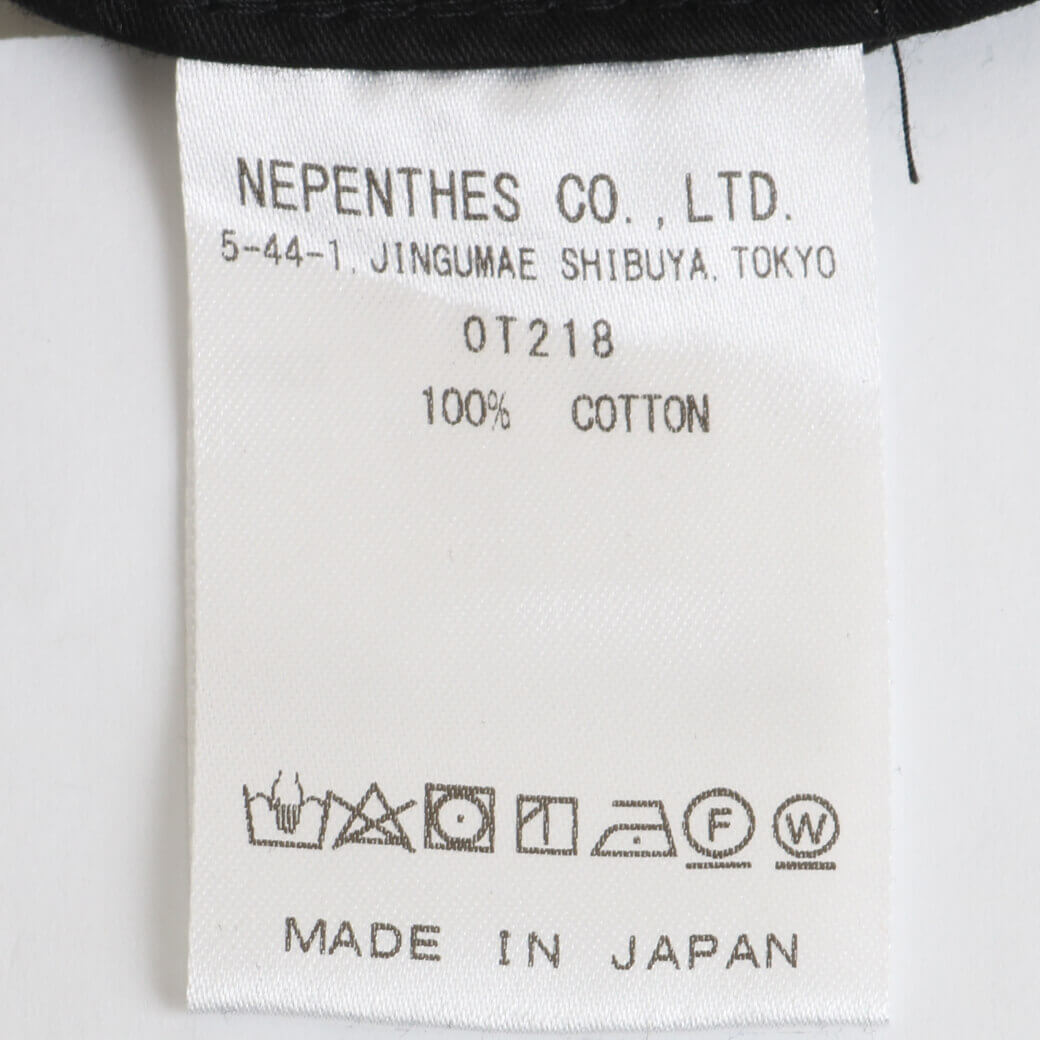 NEPENTHES CO.,LTD.
5-44-1, JINGUMAE SHIBUYA, TOKYO
OT218
100% COTTON
F W
MADE IN JAPAN